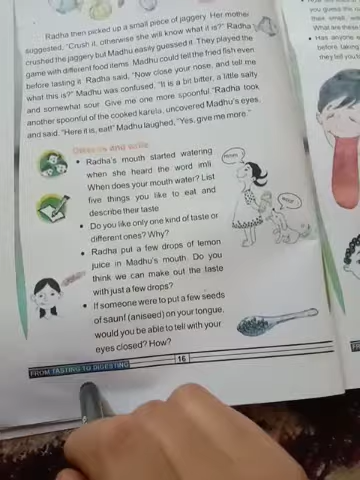 Radha then picked up a small piece of jaggery. Her mother
suggested, "Crush it, otherwise she will know what it is?" Radha
crushed the jaggery but Madhu easily guessed it. They played the
game with different food items. Madhu could tell the fried fish even
before tasting it. Radha said, "Now close your nose, and tell me
what this is?" Madhu was confused, "It is a bit bitter, a little salty
and somewhat sour. Give me one more spoonful."Radha took
another spoonful of the cooked karela, uncovered Madhu's eyes
and said, "Here it is, eat!" Madhu laughed, "Yes, give me more."
Discuss and write
• Radha's mouth started watering
when she heard the word imli.
When does your mouth water? List
five things you like to eat and
describe their taste.
• Do you like only one kind of taste or
different ones? Why?
• Radha put a few drops of lemon
juice in Madhu's mouth. Do you
think we can make out the taste
with just a few drops?
• If someone were to put a few seeds
of saunf (aniseed) on your tongue,
would you be able to tell with your
eyes closed? How?
FROM TASTING TO DIGESTING
16
you guess the
their small,
What are these
• Has anyone
before, taking
they tell you to